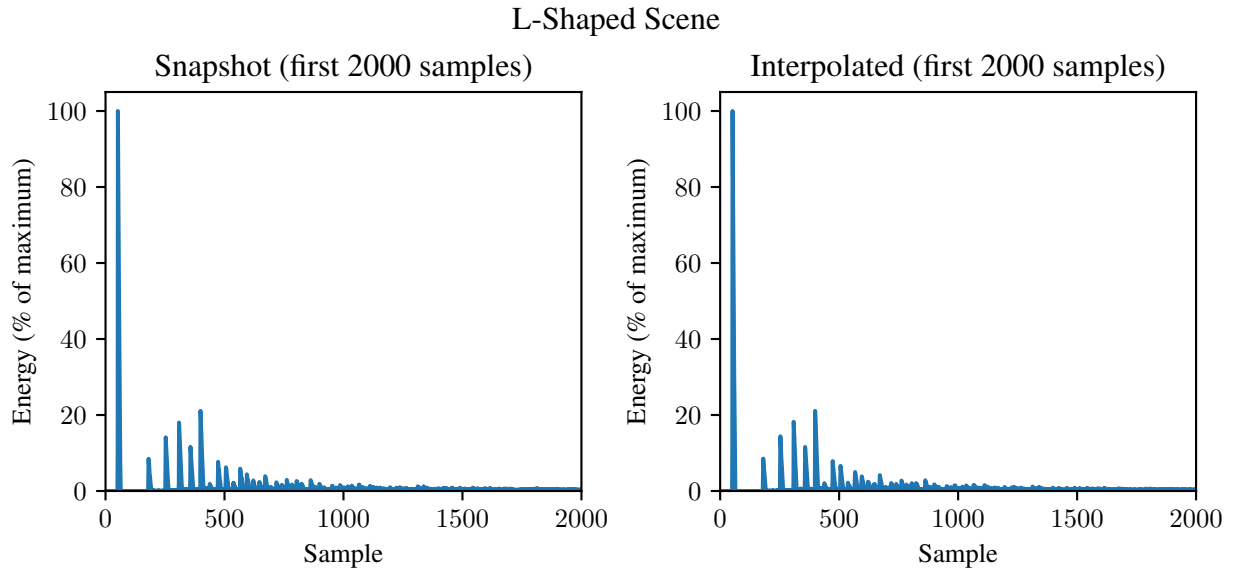 L-Shaped Scene
Snapshot (first 2000 samples)
Energy (% of maximum)
100
80
60
40
20
0
0 500 1000 1500 2000
Sample
Interpolated (first 2000 samples)
Energy (% of maximum)
100
80
60
40
20
0
0 500 1000 1500 2000
Sample